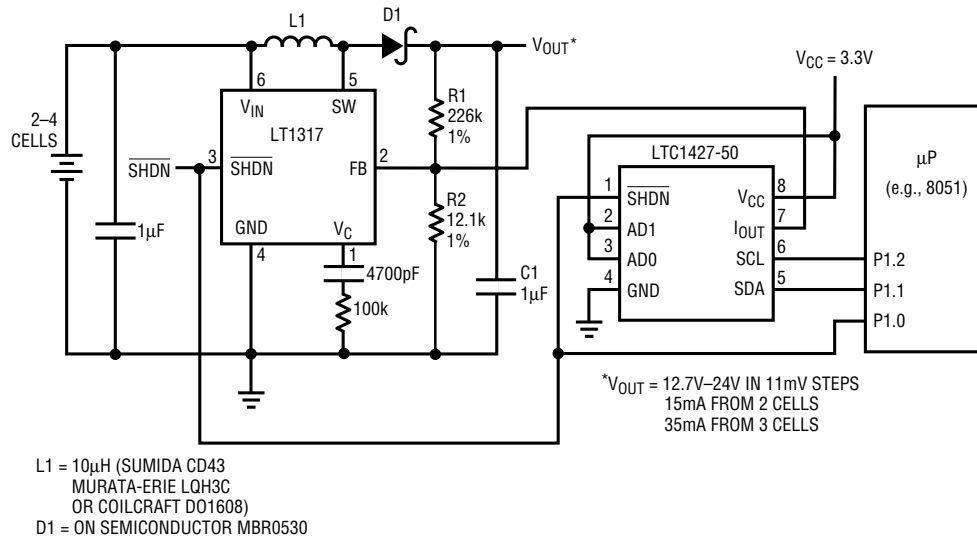 L1
D1
VOUT*
VCC = 3.3V
6
5
VIN
SW
R1
226k
1%
2–4
CELLS
LT1317
LTC1427-50
µP
(e.g., 8051)
SHDN
3
SHDN
FB
2
1
SHDN
VCC
8
R2
12.1k
1%
2
AD1
IOUT
7
1µF
GND
VC
3
AD0
SCL
6
P1.2
4
1
4700pF
C1
1µF
4
GND
SDA
5
P1.1
100k
P1.0
*VOUT = 12.7V–24V IN 11mV STEPS
15mA FROM 2 CELLS
35mA FROM 3 CELLS
L1 = 10µH (SUMIDA CD43
MURATA-ERIE LQH3C
OR COILCRAFT DO1608)
D1 = ON SEMICONDUCTOR MBR0530